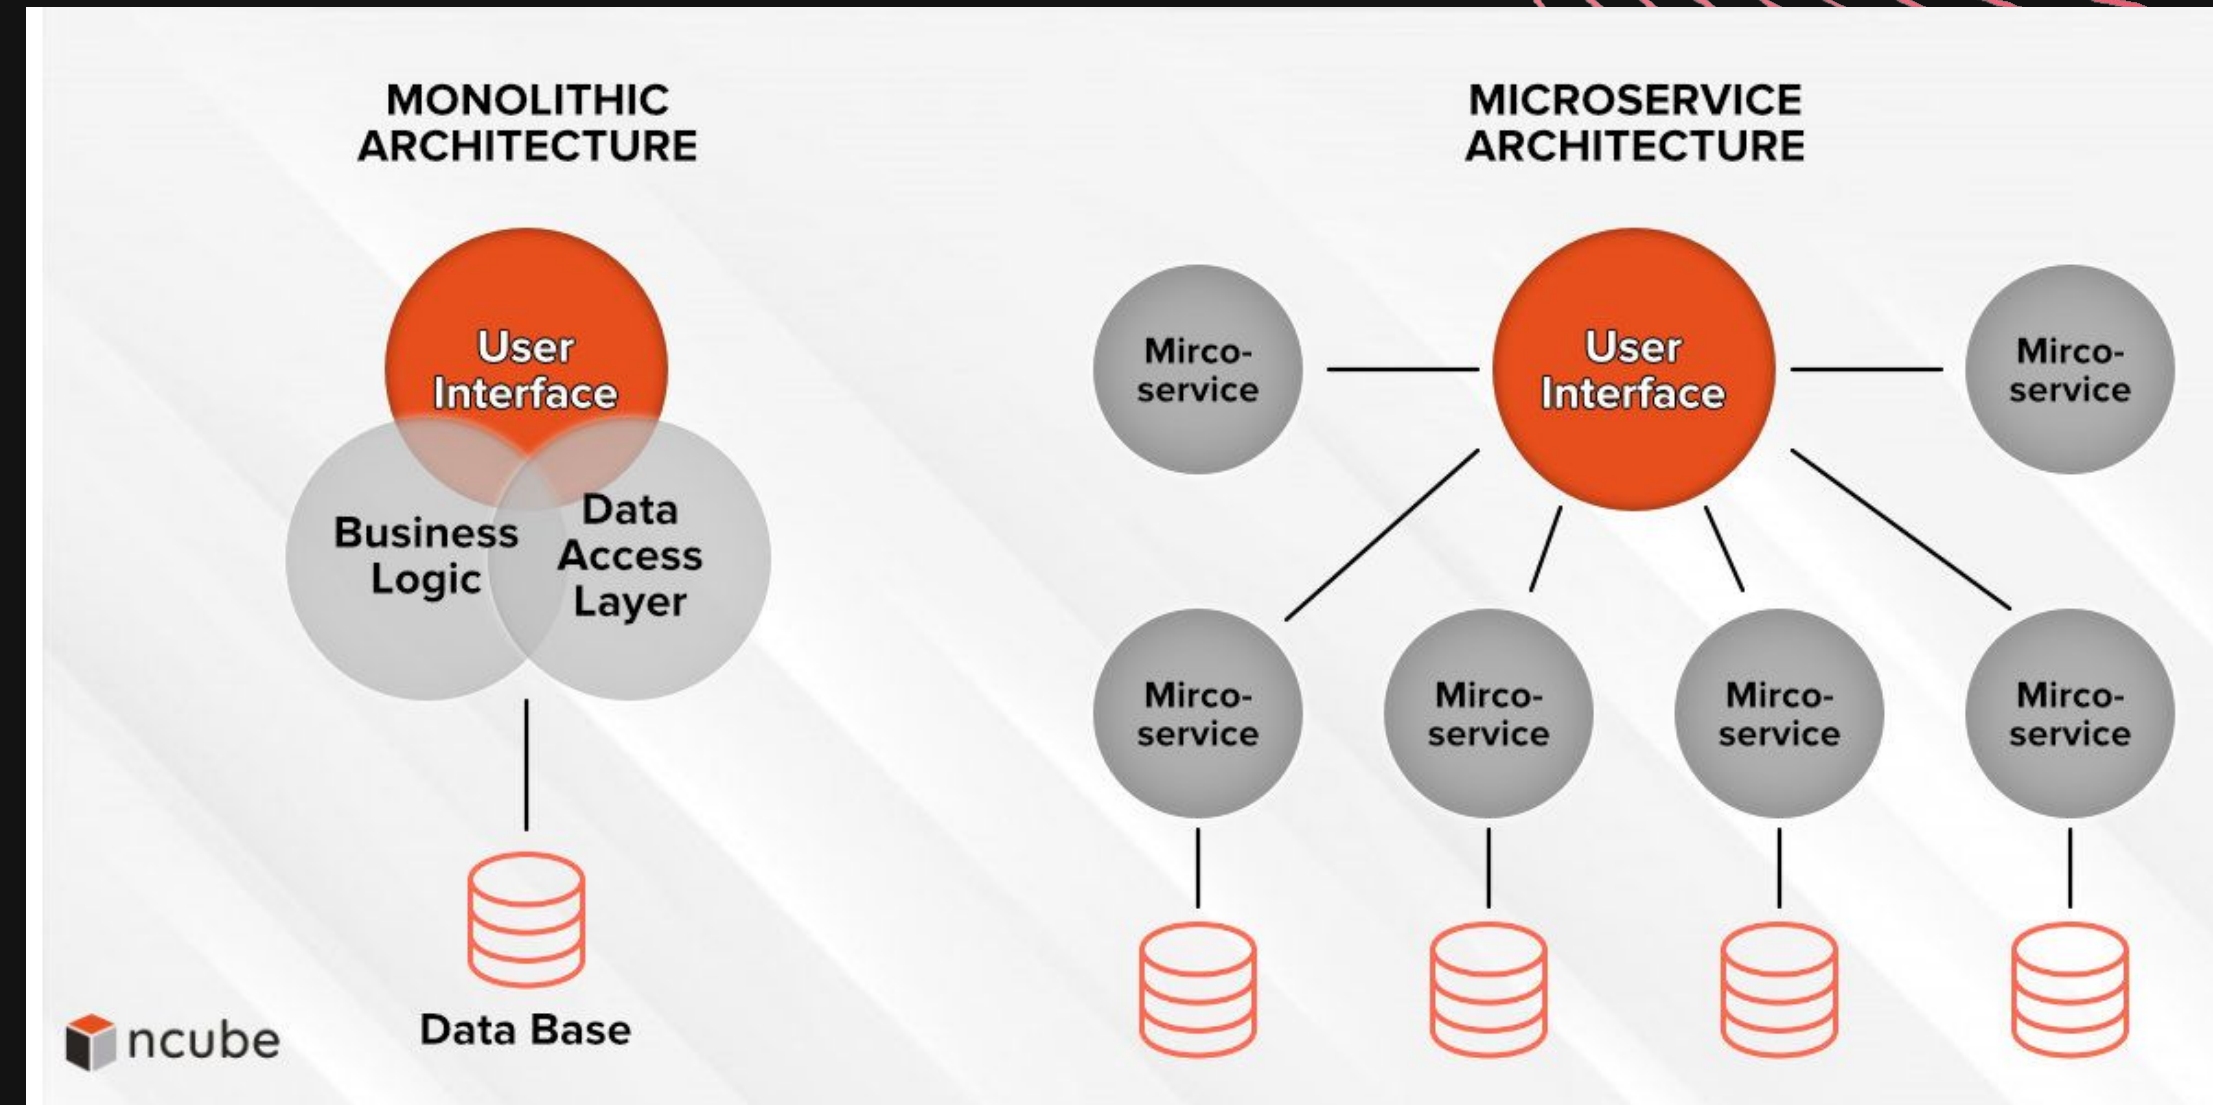 MONOLITHIC
ARCHITECTURE
User
Interface
Business
Logic
Data
Access
Layer
Data Base
ncube
MICROSERVICE
ARCHITECTURE
Mirco-
service
User
Interface
Mirco-
service
Mirco-
service
Mirco-
service
Mirco-
service
Mirco-
service